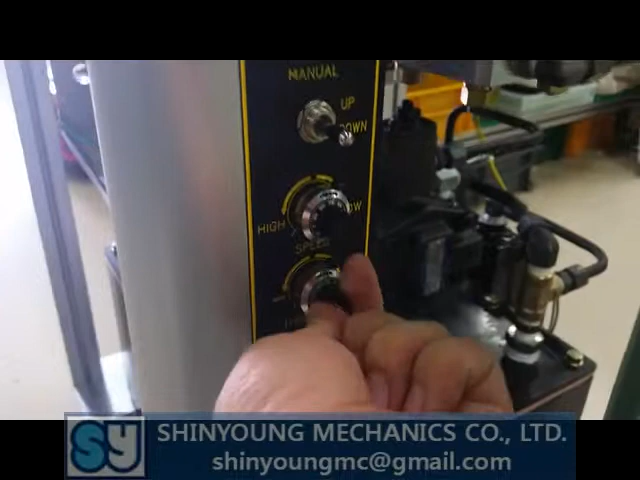 MANUAL
UP
DOWN
LOW
HIGH
SPEED
SY
SHINYOUNG MECHANICS CO., LTD.
shinyoungmc@gmail.com